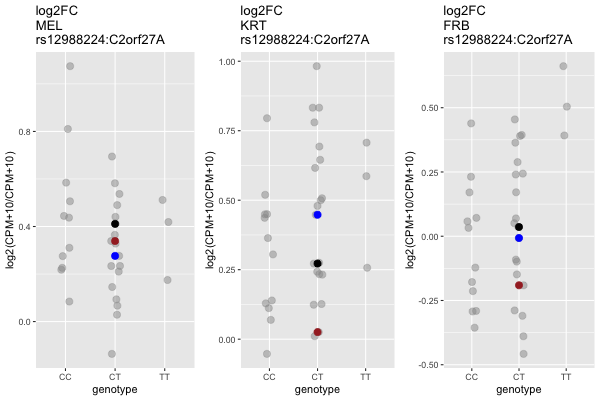 log2FC
MEL
rs12988224:C2orf27A
log2(CPM+10/CPM+10)
0.8
0.4
0.0
CC
CT
TT
genotype
log2FC
KRT
rs12988224:C2orf27A
log2(CPM+10/CPM+10)
1.00
0.75
0.50
0.25
0.00
CC
CT
TT
genotype
log2FC
FRB
rs12988224:C2orf27A
log2(CPM+10/CPM+10)
0.50
0.25
0.00
-0.25
-0.50
CC
CT
TT
genotype